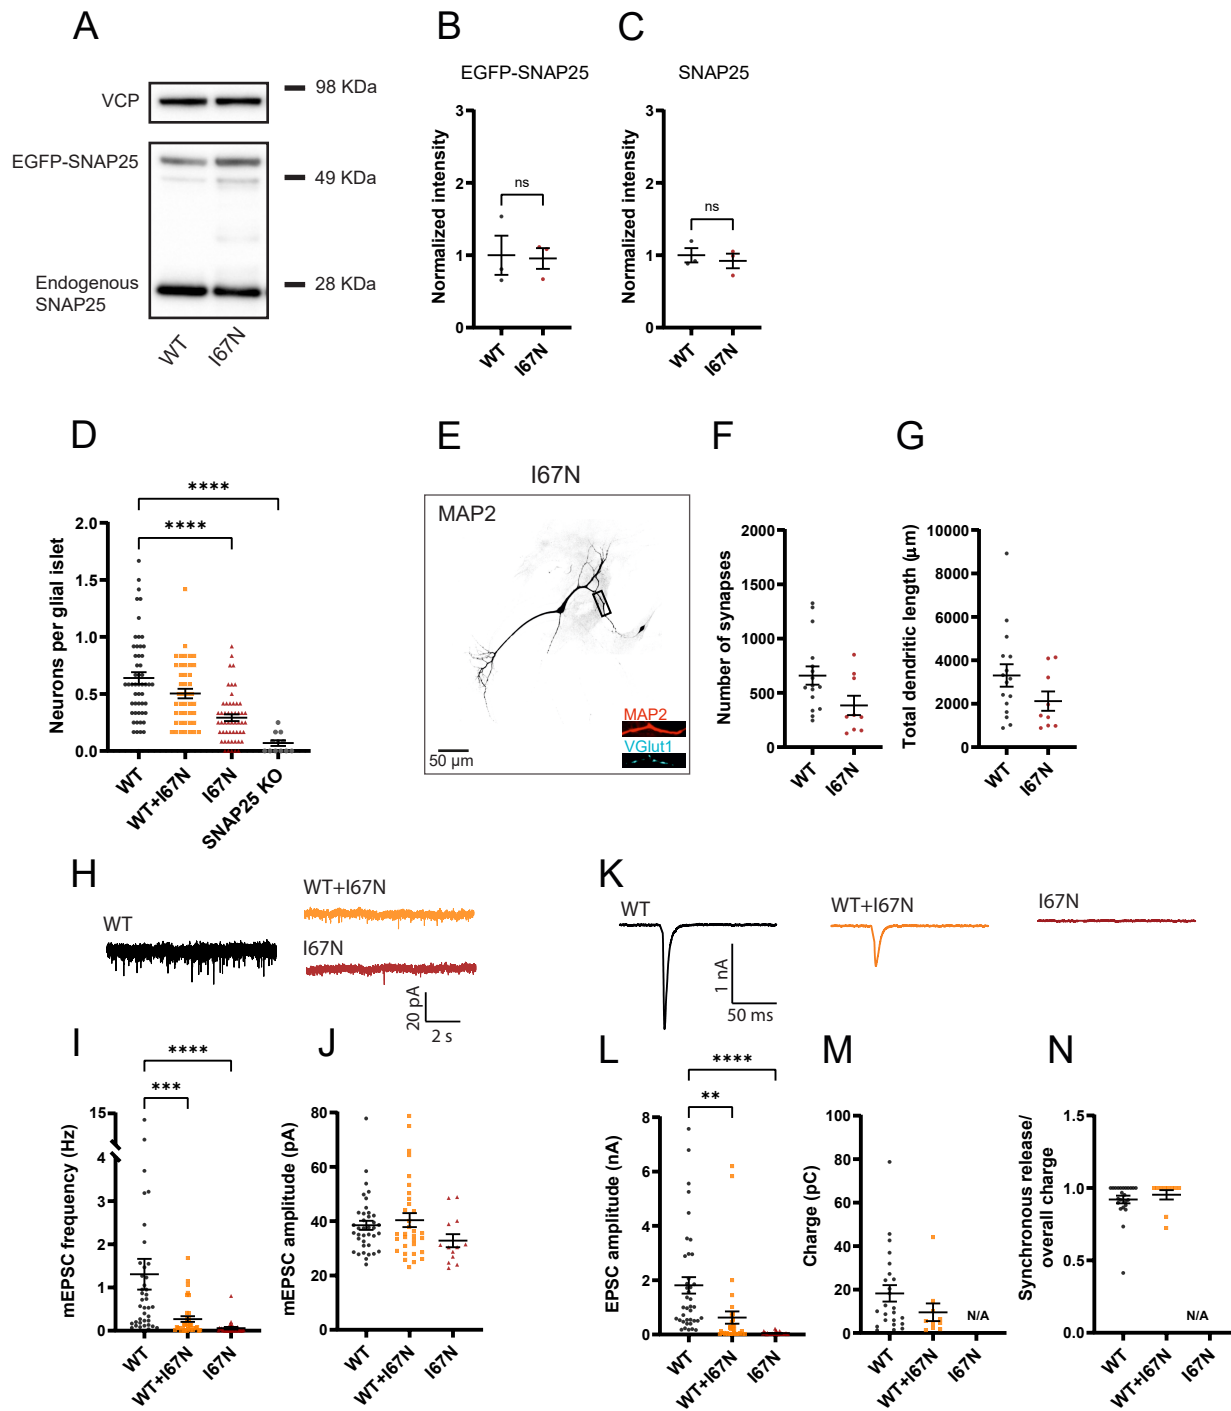 A
B
C
VCP
98 KDa
EGFP-SNAP25
49 KDa
Endogenous
SNAP25
28 KDa
WT
I67N
EGFP-SNAP25
Normalized intensity
3
2
1
0
ns
WT
I67N
SNAP25
Normalized intensity
3
2
1
0
ns
WT
I67N
D
E
F
G
Neurons per glial islet
2.0
1.5
1.0
0.5
0.0
****
****
WT
WT+I67N
I67N
SNAP25 KO
I67N
MAP2
50 µm
MAP2
VGlut1
Number of synapses
2000
1500
1000
500
0
WT
I67N
Total dendritic length (µm)
10000
8000
6000
4000
2000
0
WT
I67N
H
WT
WT+I67N
I67N
20 pA
2 s
K
WT
WT+I67N
I67N
1 nA
50 ms
I
mEPSC frequency (Hz)
15
4
3
2
1
0
****
***
WT
WT+I67N
I67N
J
mEPSC amplitude (pA)
80
60
40
20
0
WT
WT+I67N
I67N
L
EPSC amplitude (nA)
8
6
4
2
0
****
**
WT
WT+I67N
I67N
M
Charge (pC)
100
80
60
40
20
0
N/A
WT
WT+I67N
I67N
N
Synchronous release/
overall charge
1.5
1.0
0.5
0.0
N/A
WT
WT+I67N
I67N